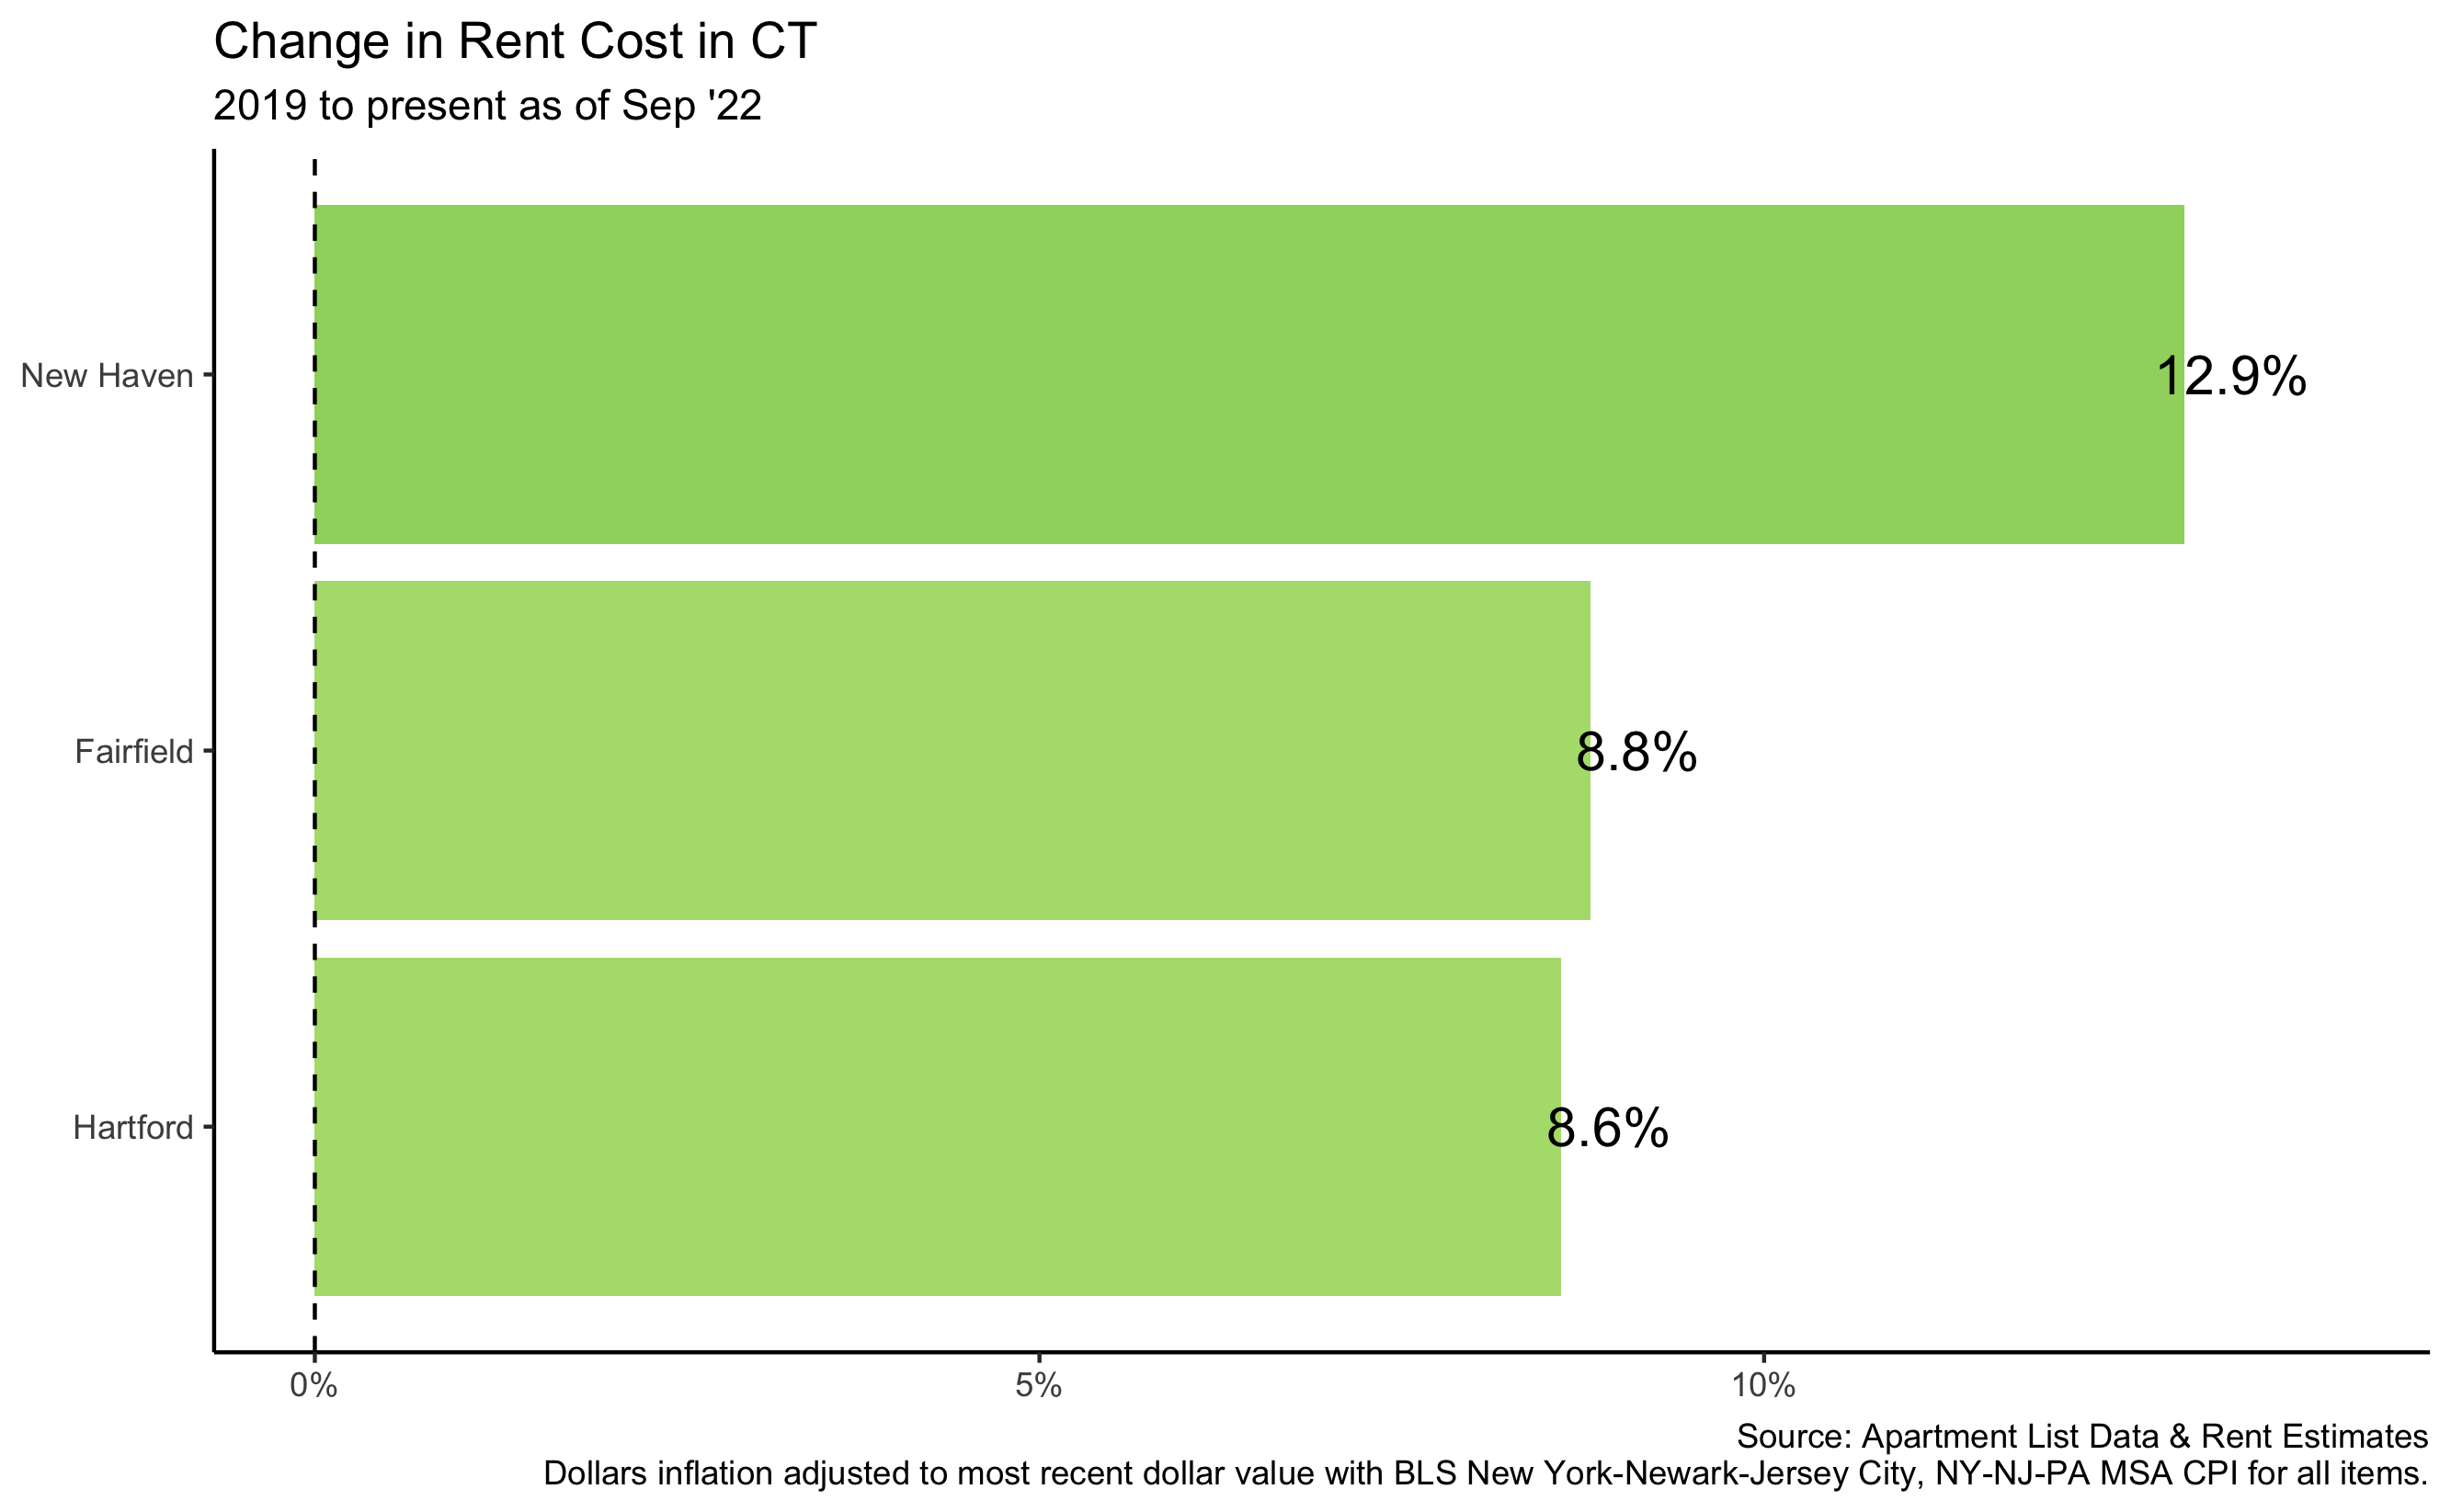 Change in Rent Cost in CT
2019 to present as of Sep '22
New Haven
12.9%
Fairfield
8.8%
Hartford
8.6%
0%
5%
10%
Source: Apartment List Data & Rent Estimates
Dollars inflation adjusted to most recent dollar value with BLS New York-Newark-Jersey City, NY-NJ-PA MSA CPI for all items.